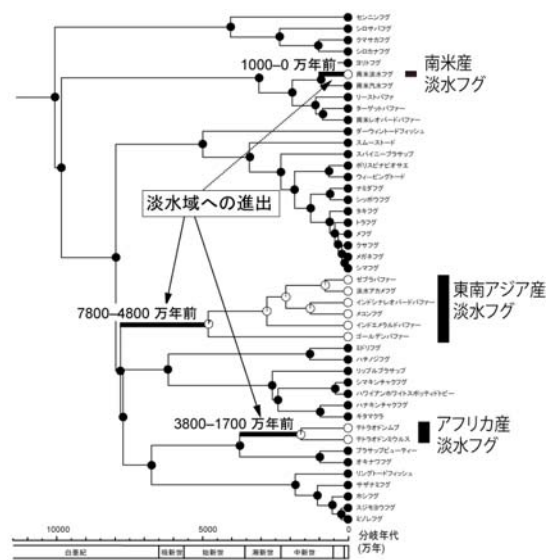 センニンフグ
シロサバフグ
クマサカフグ
シロカナフグ
ヨリトフグ
南米淡水フグ
南米汽水フグ
リーストパファ
ターゲットパファー
南米レオパードパファー
ダーウィントードフィッシュ
スムーストード
スパイニーブラサップ
ポリスピナピオサエ
ウィーピングトード
ナミダフグ
シッポウフグ
タキフグ
トラフグ
メフグ
クサフグ
メガネフグ
シマフグ
ゼブラパファー
淡水アカメフグ
インドシナレオパードパファー
メコンフグ
インドエメラルドパファー
ゴールデンパファー
ミドリフグ
ハチノジフグ
リップルブラサップ
シマキンチャクフグ
ハワイアンホワイトスポッティドトビー
ハナキンチャクフグ
キタマクラ
テトラオドンムブ
テトラオドンミウルス
ブラサップビューティー
オキナワフグ
リングトードフィッシュ
サザナミフグ
ホシフグ
スジモヨウフグ
ミゾレフグ
1000–0 万年前
南米産
淡水フグ
淡水域への進出
7800–4800 万年前
東南アジア産
淡水フグ
3800–1700 万年前
アフリカ産
淡水フグ
10000
5000
0
分岐年代
(万年)
白亜紀
暁新世
始新世
漸新世
中新世